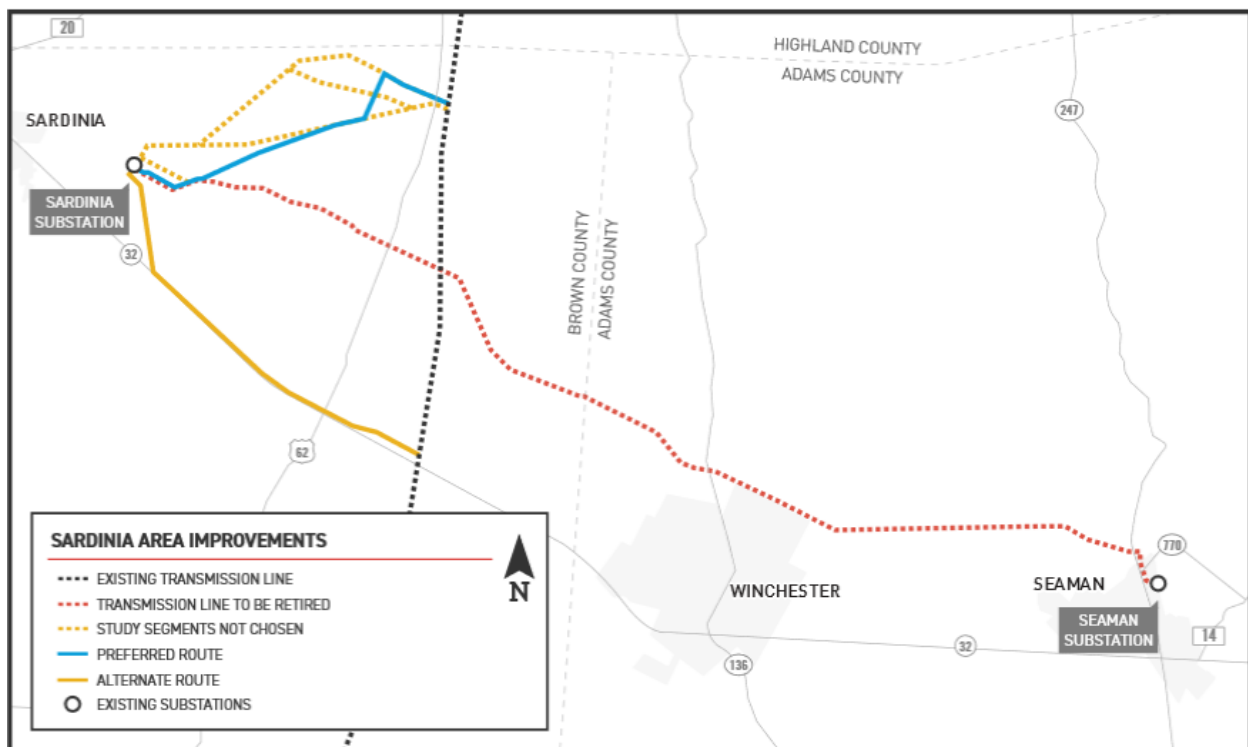 20
HIGHLAND COUNTY
ADAMS COUNTY
SARDINIA
247
SARDINIA
SUBSTATION
32
BROWN COUNTY
ADAMS COUNTY
62
SARDINIA AREA IMPROVEMENTS
EXISTING TRANSMISSION LINE
TRANSMISSION LINE TO BE RETIRED
STUDY SEGMENTS NOT CHOSEN
PREFERRED ROUTE
ALTERNATE ROUTE
EXISTING SUBSTATIONS
N
WINCHESTER
136
32
SEAMAN
770
SEAMAN
SUBSTATION
14